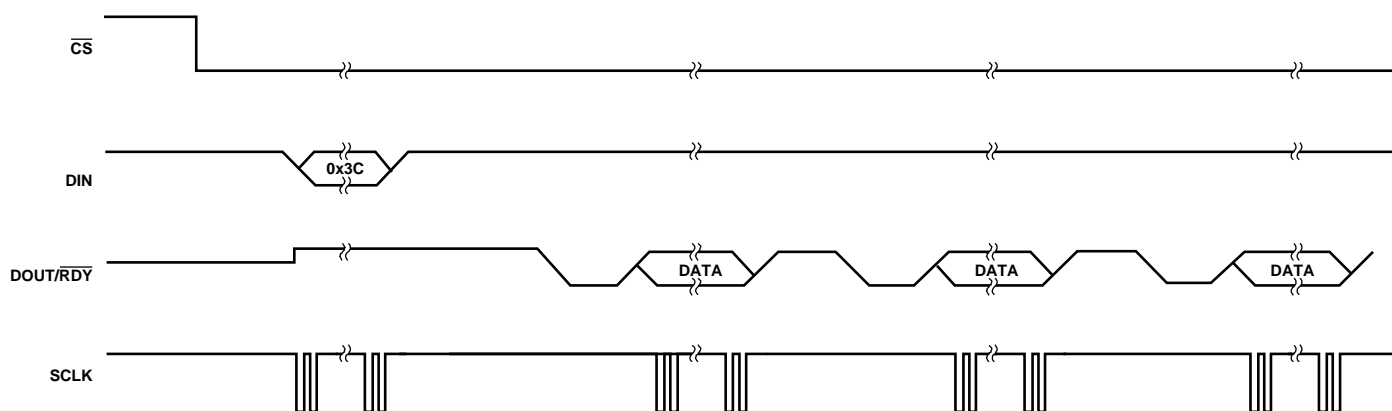 CS
DIN
0x3C
DOUT/RDY
DATA
DATA
DATA
SCLK